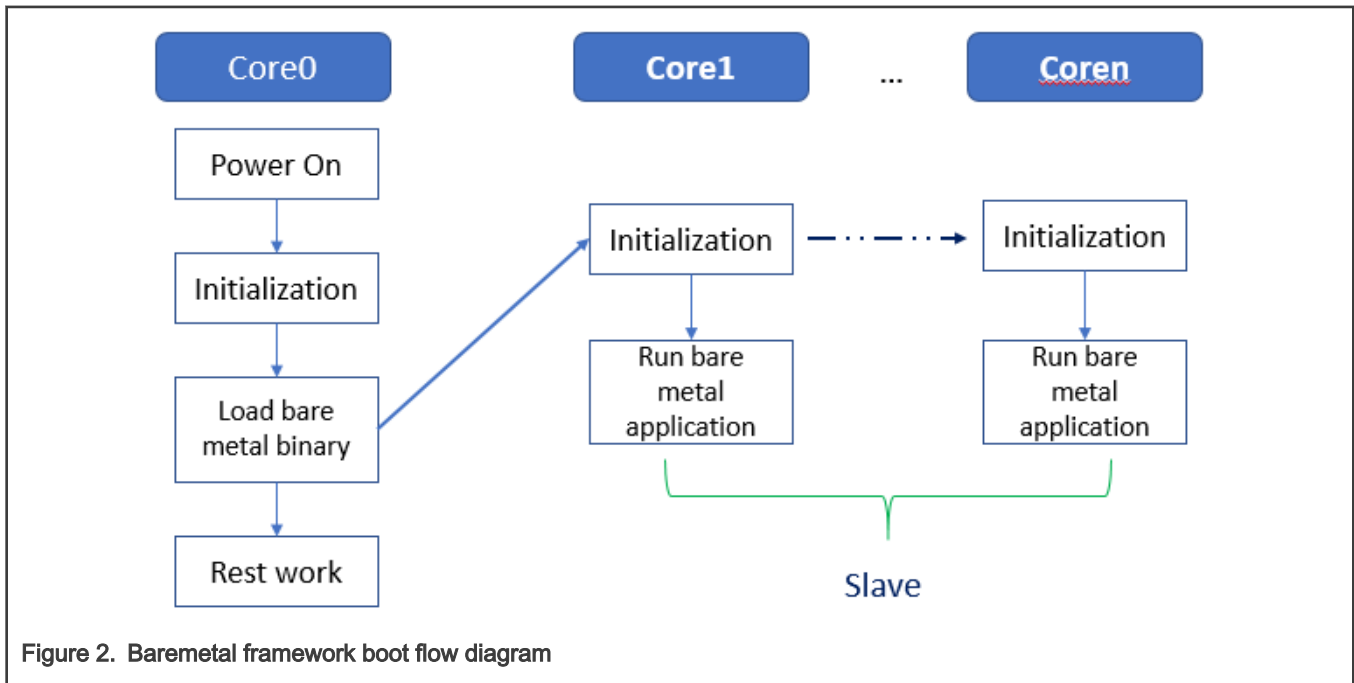 Core0
Core1
...
Coren
Power On
Initialization
Load bare
metal binary
Rest work
Initialization
Run bare
metal
application
Initialization
Run bare
metal
application
Slave
Figure 2. Baremetal framework boot flow diagram